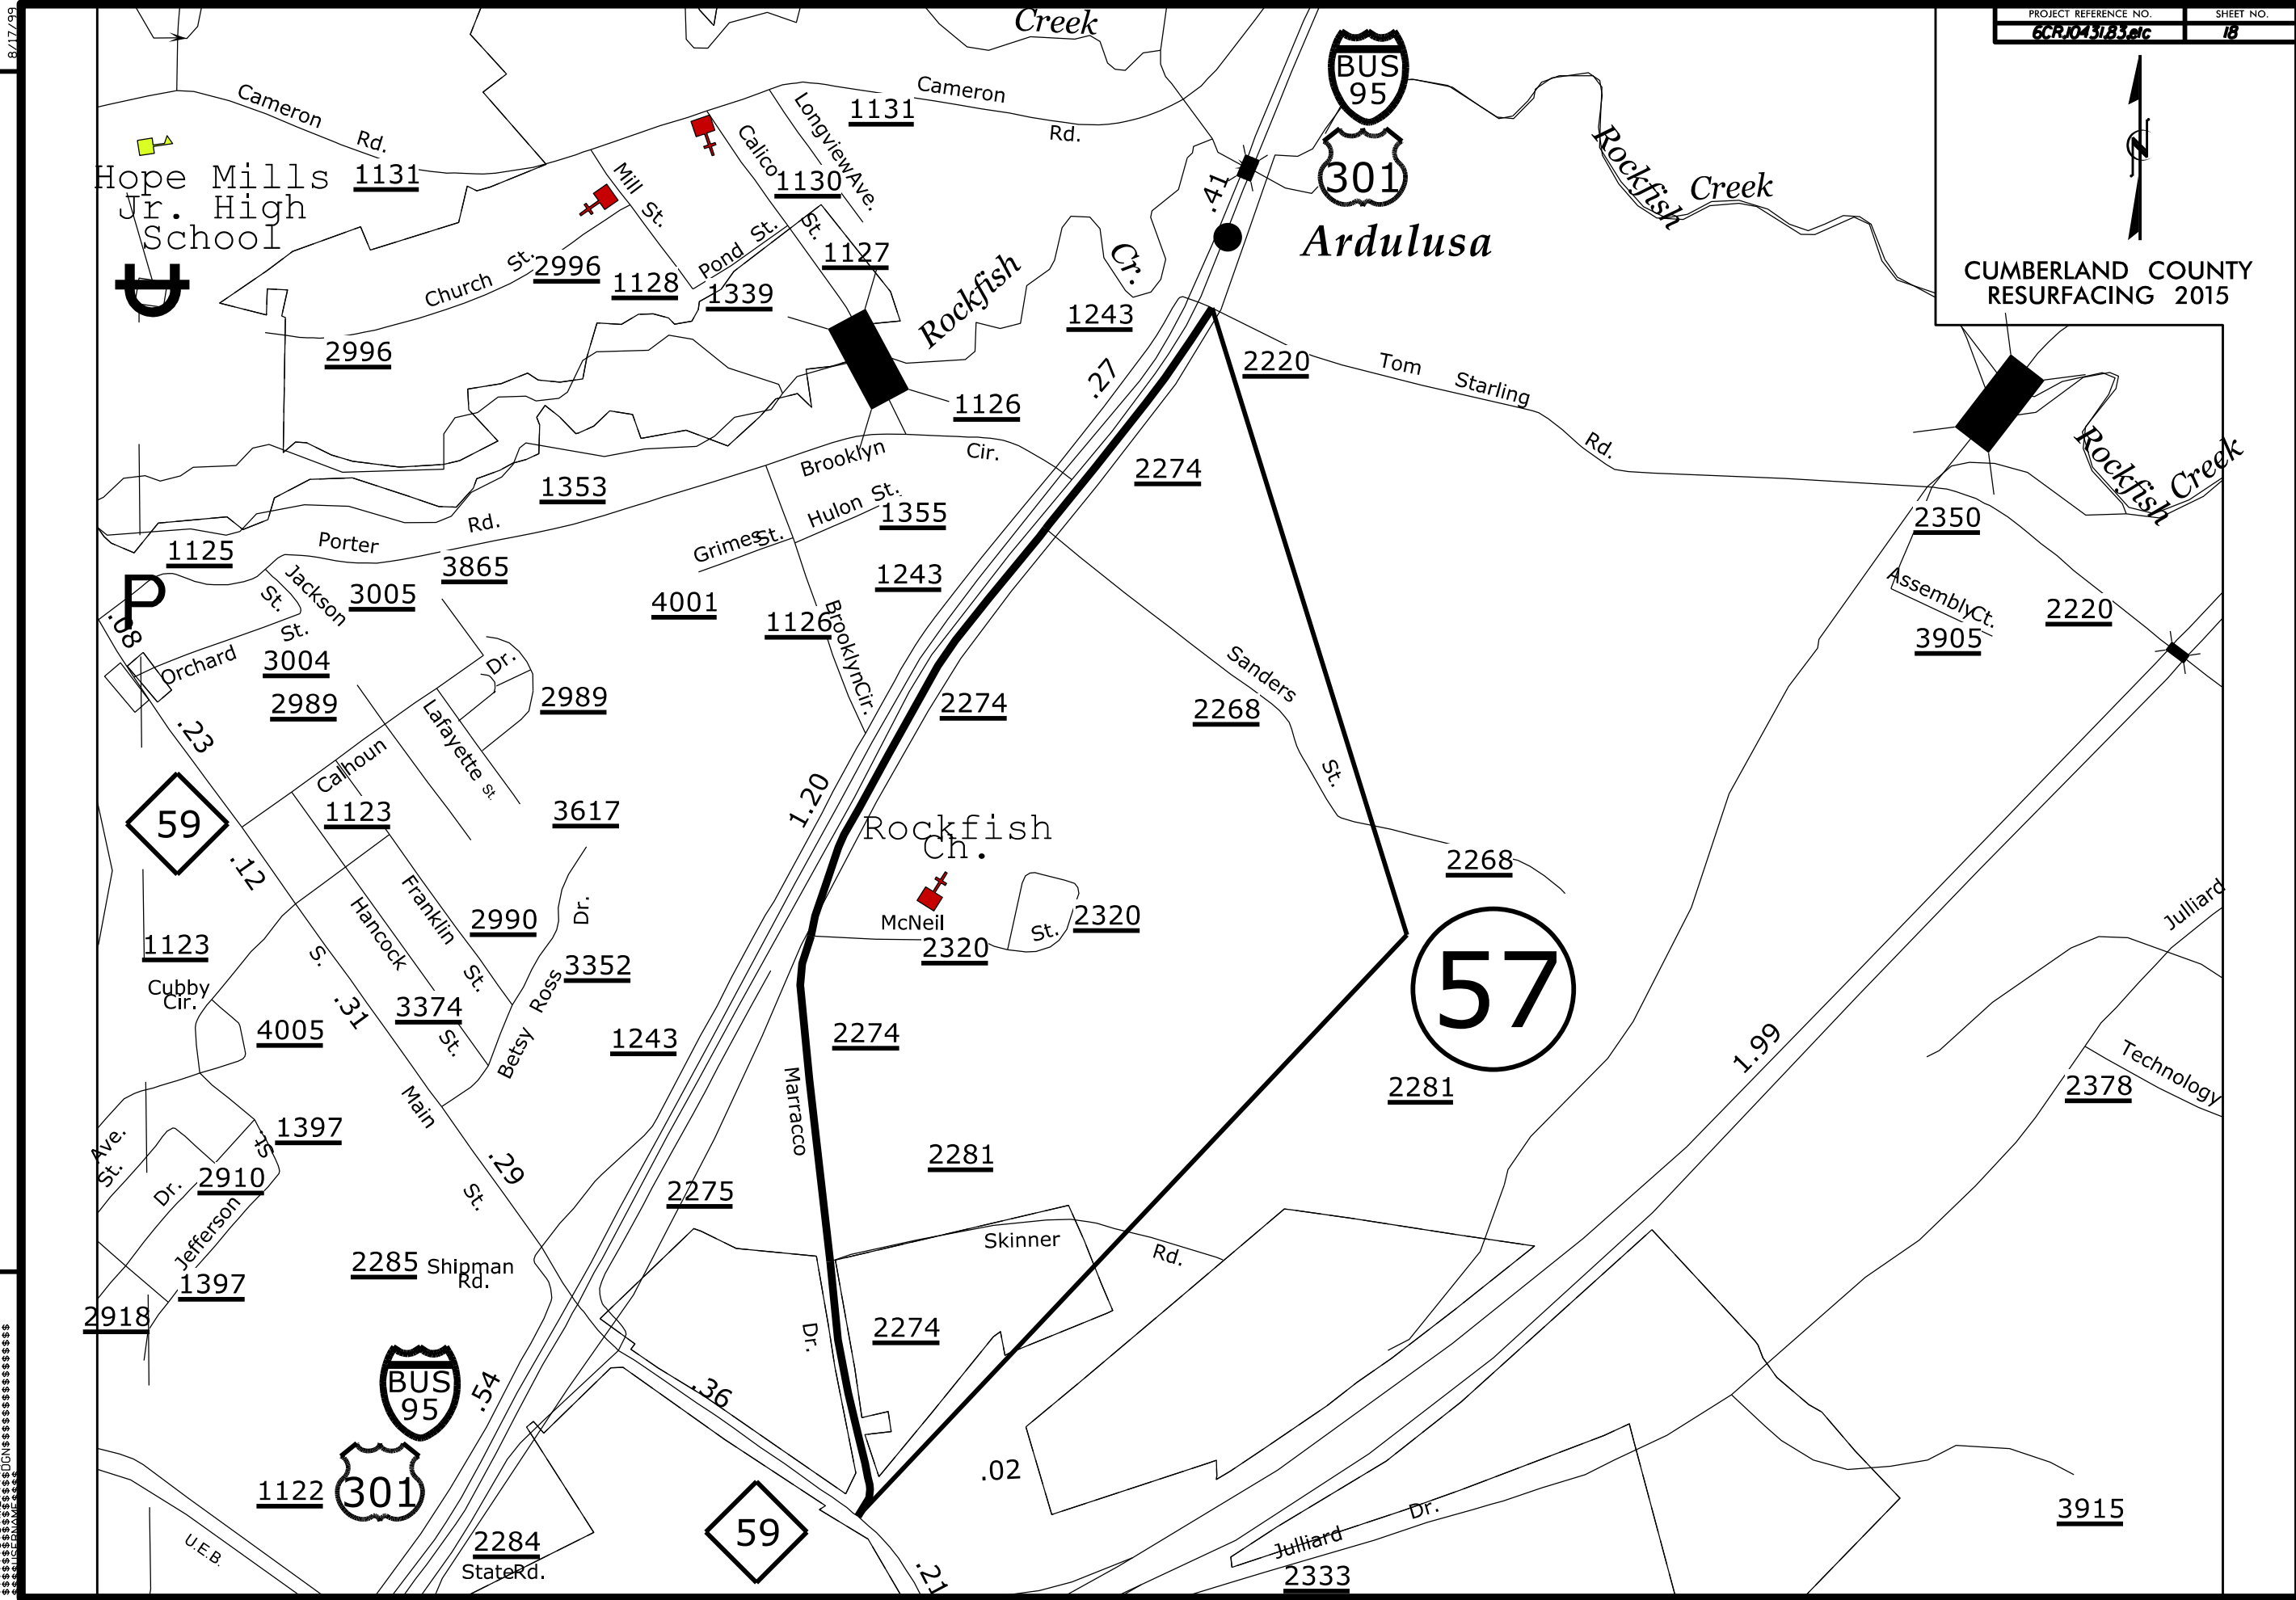 8/17/99
PROJECT REFERENCE NO.
SHEET NO.
6CR.10431.83,etc
18
CUMBERLAND COUNTY
RESURFACING 2015
Creek
BUS
95
301
Ardulusa
Cameron
Rd.
1131
Cameron
Rd.
1131
Hope Mills
Jr. High
School
Longview Ave.
Calico
St.
1130
Mill
St.
Pond St.
1127
Church St.
2996
1128
1339
2996
Rockfish
Cr.
1243
.41
.27
Rockfish
Creek
Rockfish
Creek
2220
Tom
Starling
Rd.
1126
2274
Brooklyn
Cir.
1353
Hulon St.
1355
Grimes St.
Porter
Rd.
1125
3865
Jackson
St.
3005
4001
1243
1126
Brooklyn Cir.
P
.08
Orchard
St.
3004
2989
Dr.
2989
.23
Lafayette St.
Calhoun
1123
3617
59
.12
2350
Assembly Ct.
3905
2220
Sanders
2268
St.
2274
1.20
Rockfish
Ch.
McNeil
2320
St.
2320
2268
57
2281
1.99
Julliard
Technology
2378
Franklin
St.
Hancock
St.
2990
Dr.
3352
Betsy Ross
3374
1123
Cubby
Cir.
S.
.31
4005
1243
2274
Marracco
Main
1397
Ave.
St.
St.
2910
Dr.
Jefferson
1397
2918
.29
St.
2275
2281
2285
Shipman
Rd.
Skinner
Rd.
Dr.
2274
BUS
95
.54
301
1122
U.E.B.
.36
59
.02
.21
2284
State Rd.
Julliard
Dr.
2333
3915